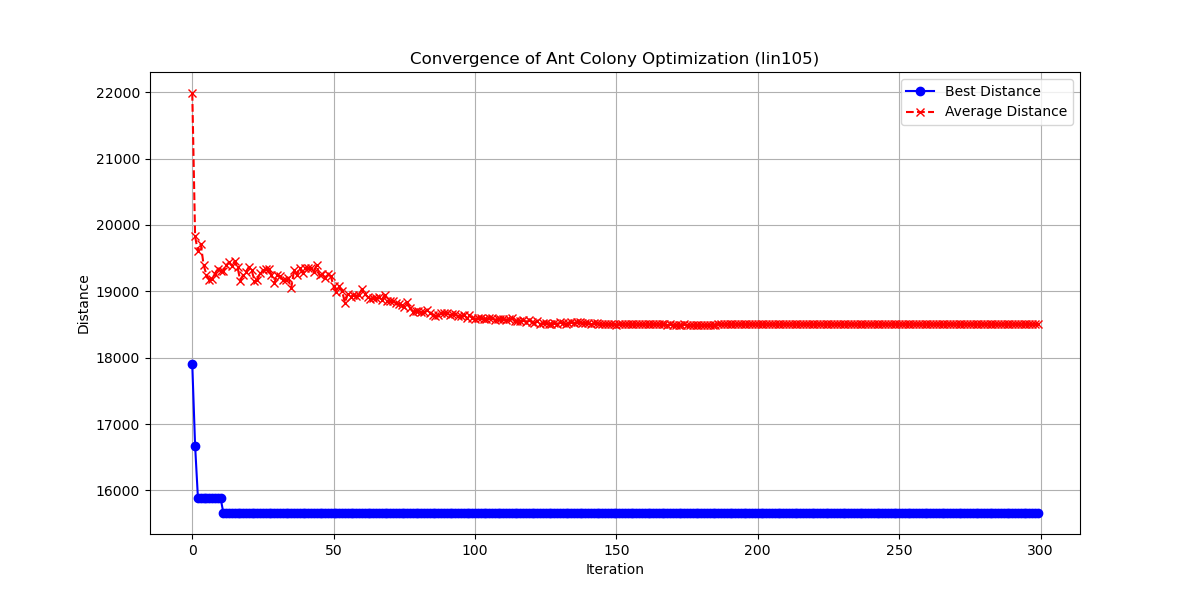 Convergence of Ant Colony Optimization (lin105)
Best Distance
Average Distance
22000
21000
20000
19000
18000
17000
16000
Distance
0
50
100
150
200
250
300
Iteration